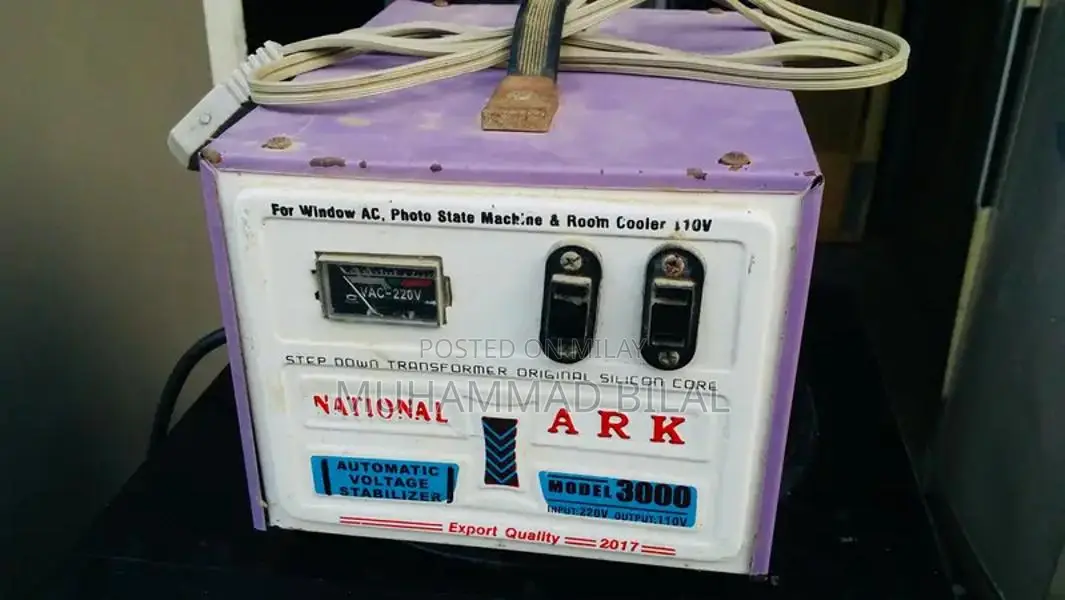 For Window AC, Photo State Machine & Room Cooler 110V
VAC-220V
POSTED ON MILAY
STEP DOWN TRANSFORMER ORIGINAL SILICON CORE
MUHAMMAD BILAL
NATIONAL ARK
AUTOMATIC
VOLTAGE
STABILIZER
MODEL 3000
INPUT:220V OUTPUT:110V
Export Quality 2017